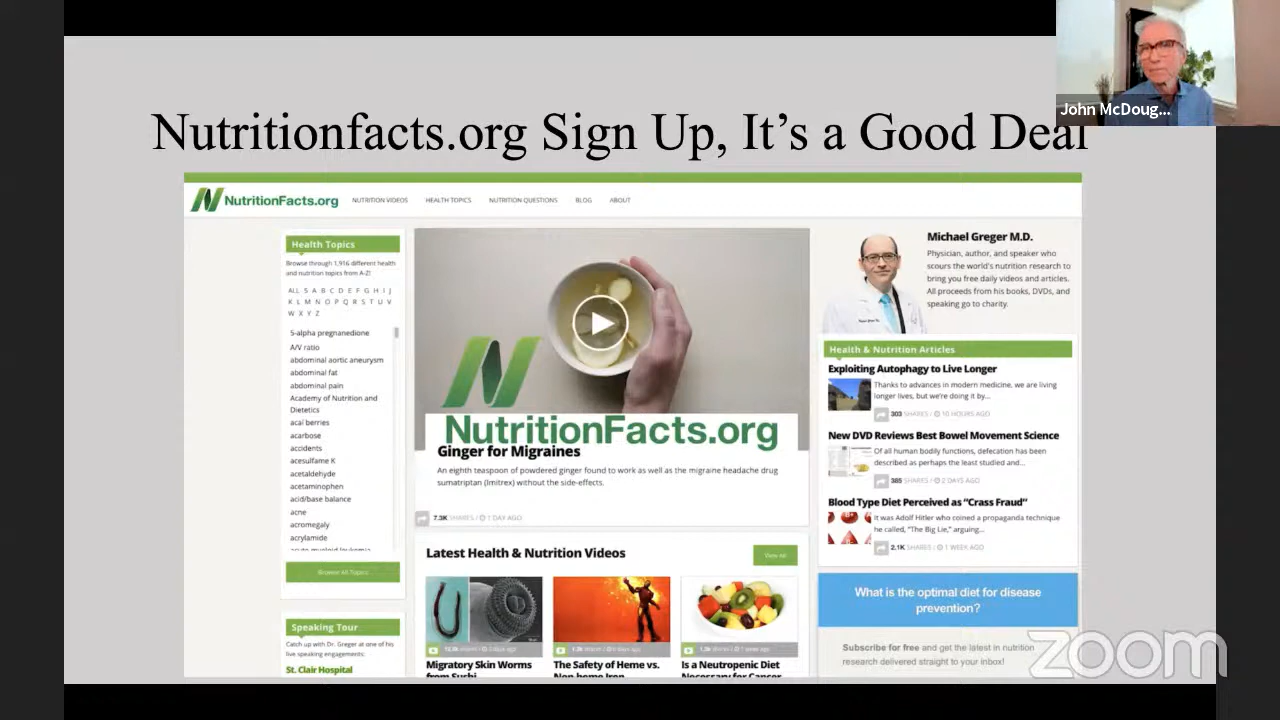 John McDoug...
Nutritionfacts.org Sign Up, It's a Good Deal
NutritionFacts.org
NUTRITION VIDEOS
HEALTH TOPICS
NUTRITION QUESTIONS
BLOG
ABOUT
Health Topics
Browse through 1,916 different health
and nutrition topics from A-Z!
ALL 5 A B C D E F G H I J
K L M N O P Q R S T U V
W X Y Z
5-alpha pregnanedione
A/V ratio
abdominal aortic aneurysm
abdominal fat
abdominal pain
Academy of Nutrition and
Dietetics
acai berries
acarbose
accidents
acesulfame K
acetaldehyde
acetaminophen
acid/base balance
acne
acromegaly
acrylamide
acute myeloid leukemia
Browse All Topics
Speaking Tour
Catch up with Dr. Greger at one of his
live speaking engagements:
St. Clair Hospital
NutritionFacts.org
Ginger for Migraines
An eighth teaspoon of powdered ginger found to work as well as the migraine headache drug
sumatriptan (Imitrex) without the side-effects.
7.3K SHARES / 1 DAY AGO
Latest Health & Nutrition Videos
View All
Migratory Skin Worms
from Sushi
The Safety of Heme vs.
Non-heme Iron
Is a Neutropenic Diet
Necessary for Cancer
Michael Greger M.D.
Physician, author, and speaker who
scours the world's nutrition research to
bring you free daily videos and articles.
All proceeds from his books, DVDs, and
speaking go to charity.
Health & Nutrition Articles
Exploiting Autophagy to Live Longer
Thanks to advances in modern medicine, we are living
longer lives, but we're doing it by...
303 SHARES / 10 HOURS AGO
New DVD Reviews Best Bowel Movement Science
Of all human bodily functions, defecation has been
described as perhaps the least studied and...
385 SHARES / 2 DAYS AGO
Blood Type Diet Perceived as "Crass Fraud"
It was Adolf Hitler who coined a propaganda technique
he called, "The Big Lie," arguing...
2.1K SHARES / 1 WEEK AGO
What is the optimal diet for disease
prevention?
Subscribe for free and get the latest in nutrition
research delivered straight to your inbox!
zoom